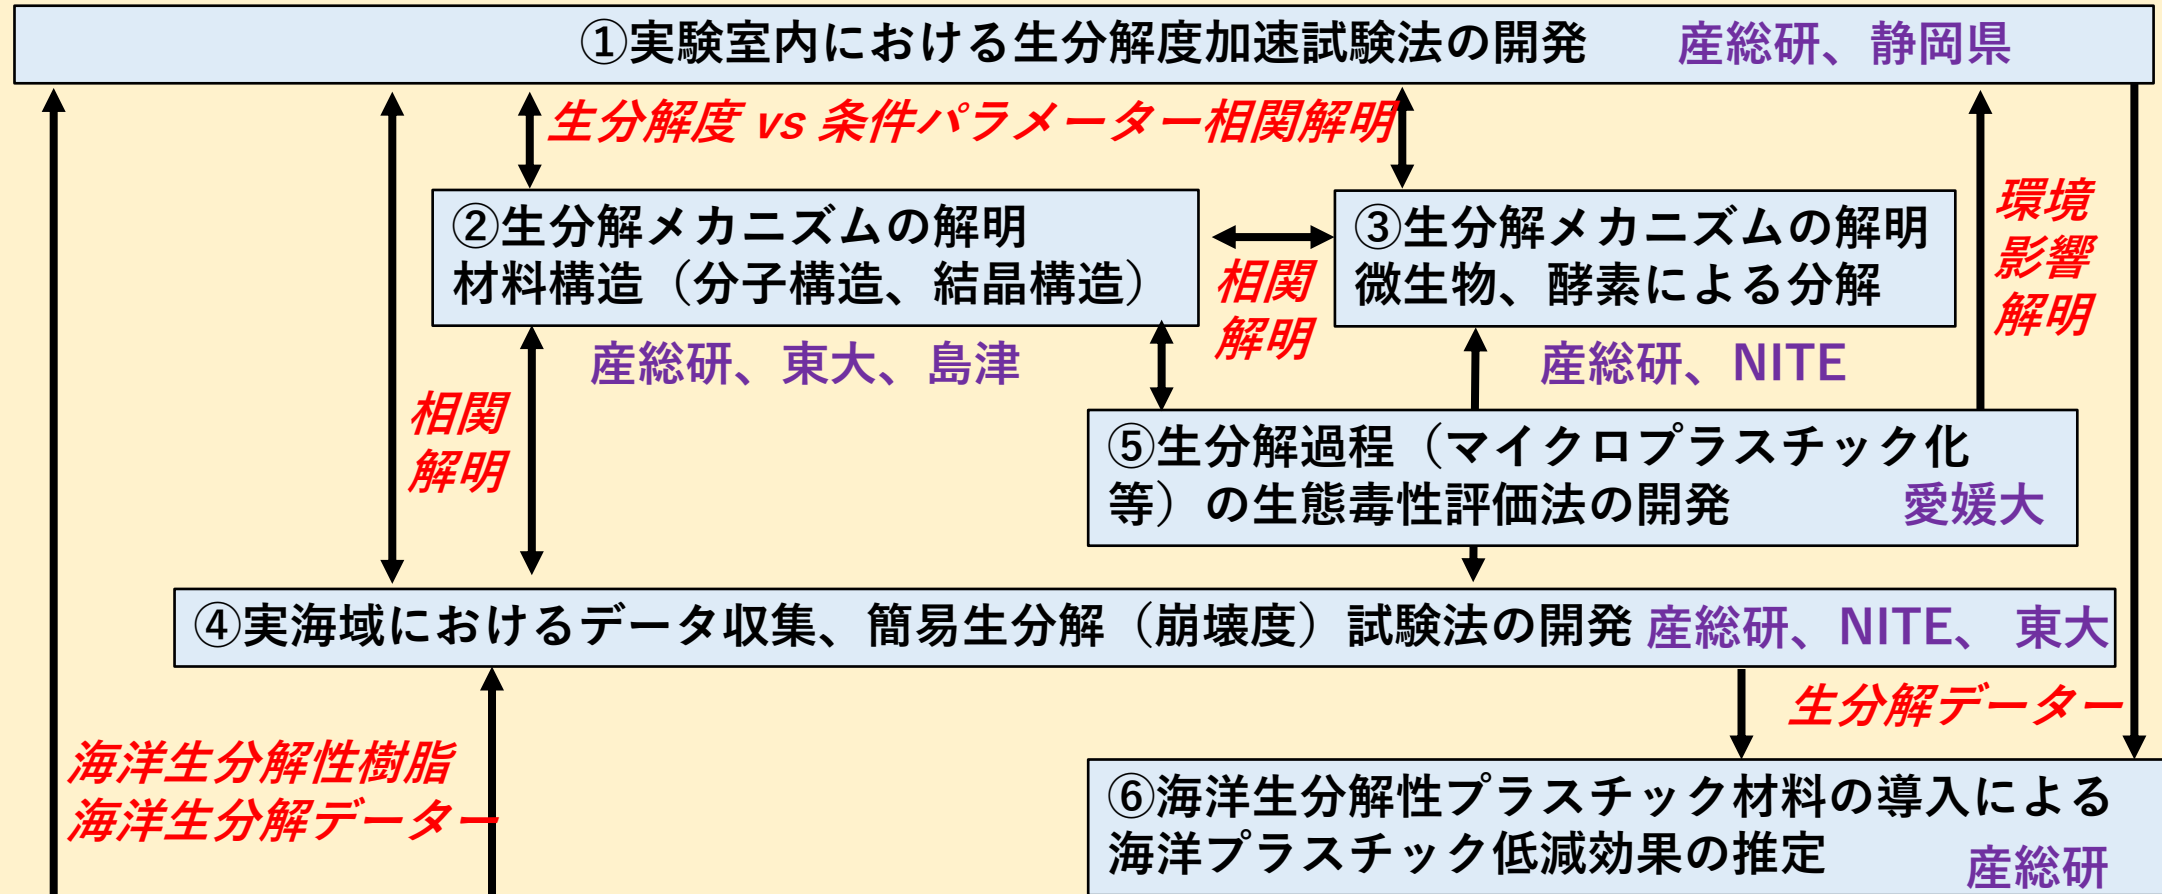 ①実験室内における生分解度加速試験法の開発 産総研、静岡県
生分解度 vs 条件パラメーター相関解明
②生分解メカニズムの解明
材料構造（分子構造、結晶構造）
産総研、東大、島津
相関
解明
③生分解メカニズムの解明
微生物、酵素による分解
産総研、NITE
環境
影響
解明
相関
解明
⑤生分解過程（マイクロプラスチック化
等）の生態毒性評価法の開発 愛媛大
④実海域におけるデータ収集、簡易生分解（崩壊度）試験法の開発 産総研、NITE、 東大
生分解データー
海洋生分解性樹脂
海洋生分解データー
⑥海洋生分解性プラスチック材料の導入による
海洋プラスチック低減効果の推定 産総研